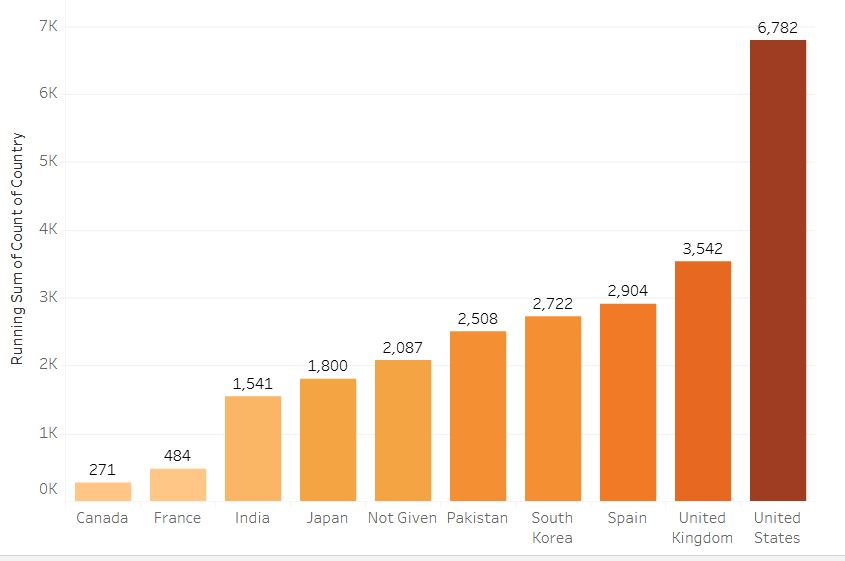 Running Sum of Count of Country
7K
6K
5K
4K
3K
2K
1K
0K
271
484
1,541
1,800
2,087
2,508
2,722
2,904
3,542
6,782
Canada
France
India
Japan
Not Given
Pakistan
South
Korea
Spain
United
Kingdom
United
States